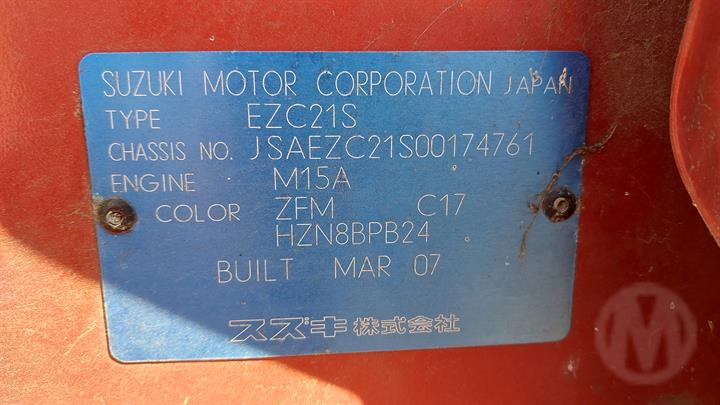 SUZUKI MOTOR CORPORATION JAPAN
TYPE EZC21S
CHASSIS NO. JSAEZC21S00174761
ENGINE M15A
COLOR ZFM C17
HZN8BPB24
BUILT MAR 07
スズキ株式会社
M